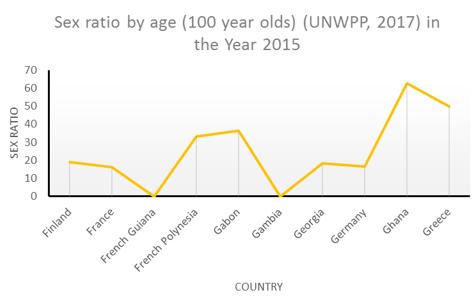 Sex ratio by age (100 year olds) (UNWPP, 2017) in
the Year 2015
SEX RATIO
70
60
50
40
30
20
10
0
Finland
France
French Guiana
French Polynesia
Gabon
Gambia
Georgia
Germany
Ghana
Greece
COUNTRY